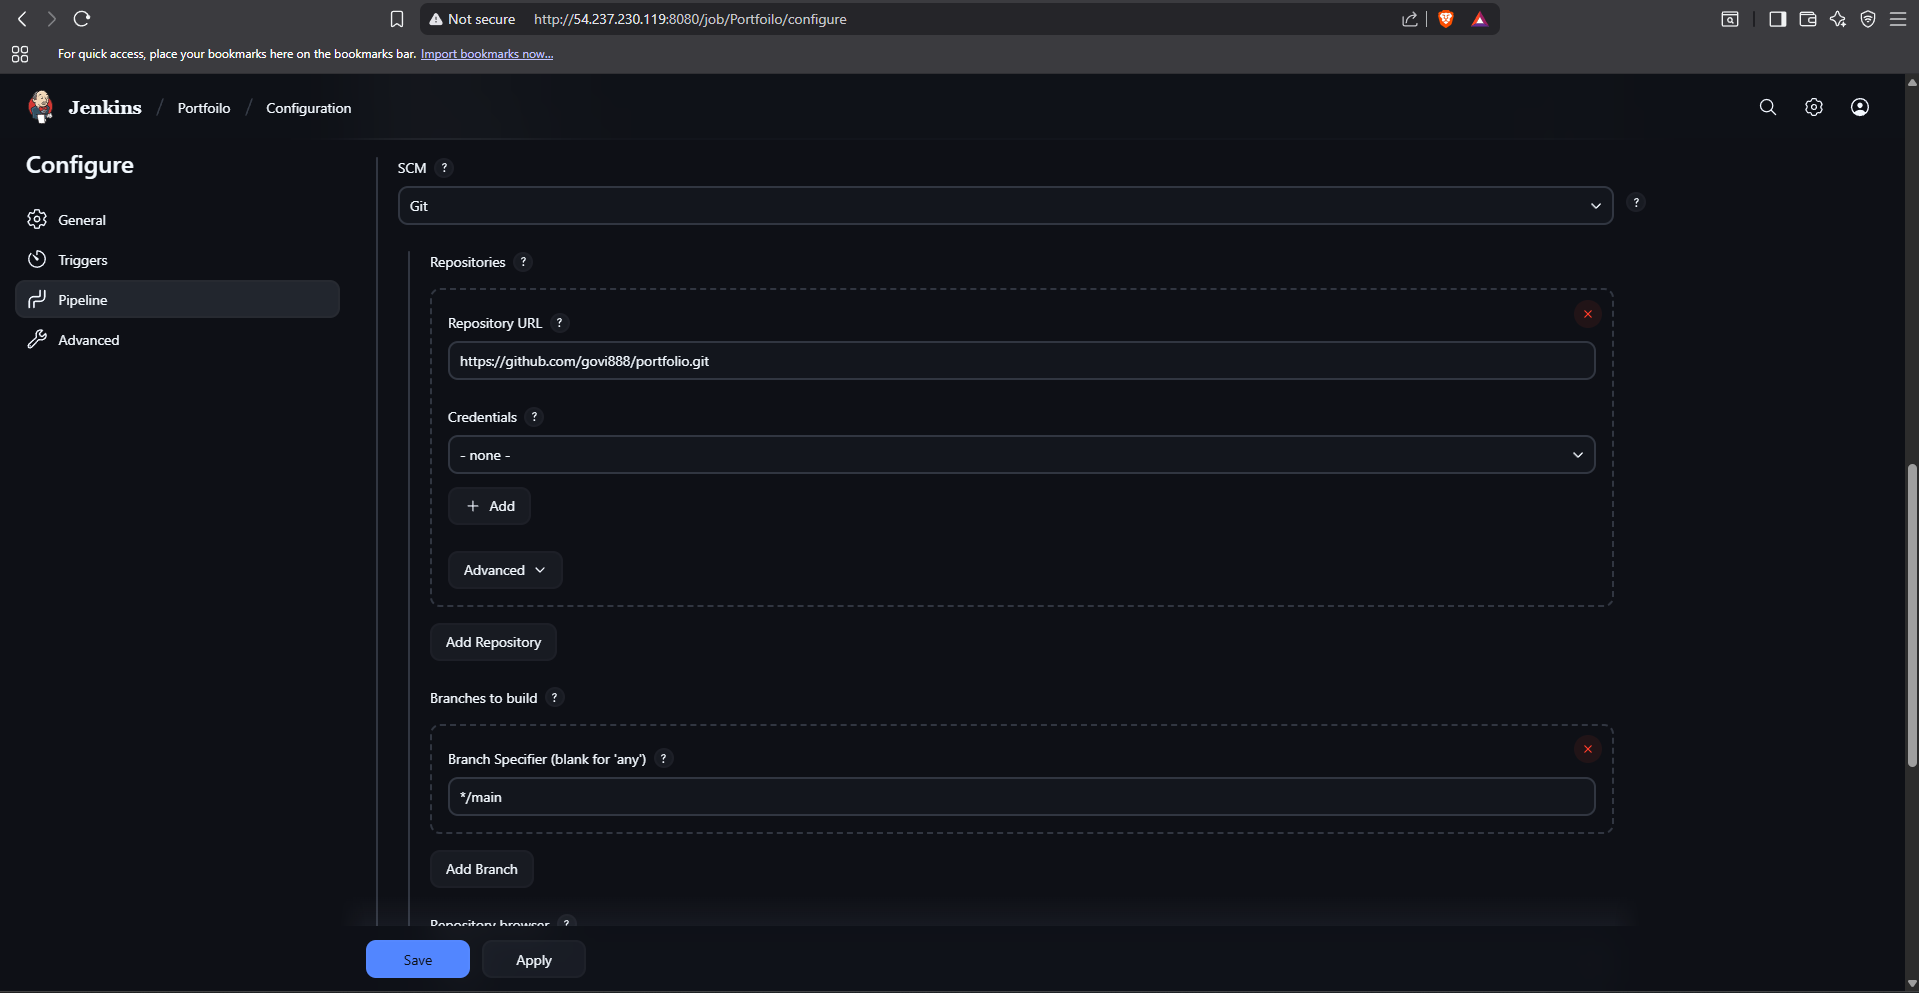 Not secure http://54.237.230.119:8080/job/Portfoilo/configure
For quick access, place your bookmarks here on the bookmarks bar. Import bookmarks now...
Jenkins / Portfoilo / Configuration
Configure
General
Triggers
Pipeline
Advanced
SCM ?
Git
?
Repositories ?
Repository URL ?
https://github.com/govi888/portfolio.git
Credentials ?
- none -
+ Add
Advanced
Add Repository
Branches to build ?
Branch Specifier (blank for 'any') ?
*/main
Add Branch
Repository browser ?
Save Apply